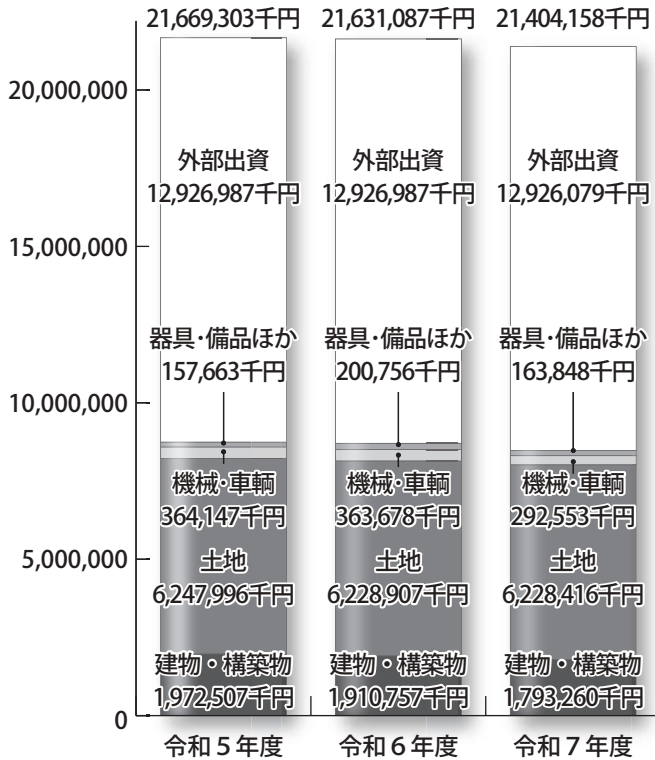 21,669,303千円 21,631,087千円 21,404,158千円
20,000,000
外部出資 外部出資 外部出資
12,926,987千円 12,926,987千円 12,926,079千円
15,000,000
器具・備品ほか 器具・備品ほか 器具・備品ほか
157,663千円 200,756千円 163,848千円
10,000,000
機械・車輌 機械・車輌 機械・車輌
364,147千円 363,678千円 292,553千円
5,000,000
土地 土地 土地
6,247,996千円 6,228,907千円 6,228,416千円
建物・構築物 建物・構築物 建物・構築物
1,972,507千円 1,910,757千円 1,793,260千円
0
令和5年度 令和6年度 令和7年度